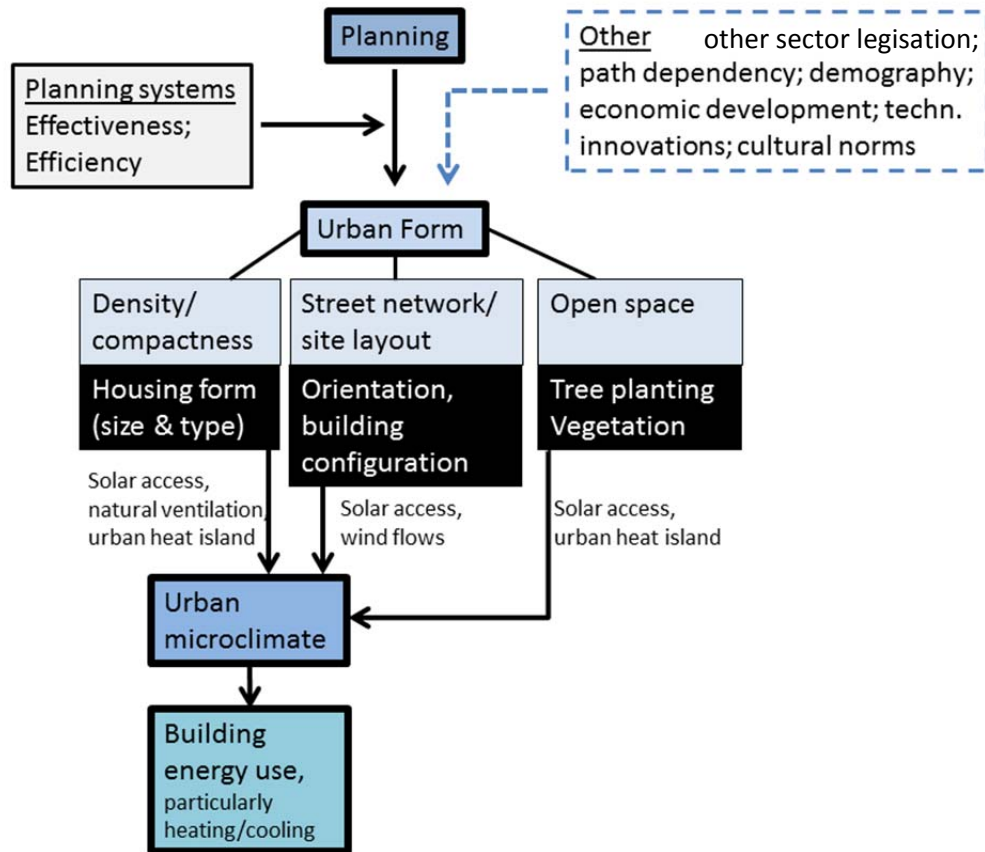 Planning
Other other sector legisation;
path dependency; demography;
economic development; techn.
innovations; cultural norms
Planning systems
Effectiveness;
Efficiency
Urban Form
Density/
compactness
Housing form
(size & type)
Street network/
site layout
Orientation,
building
configuration
Open space
Tree planting
Vegetation
Solar access,
natural ventilation,
urban heat island
Solar access,
wind flows
Solar access,
urban heat island
Urban
microclimate
Building
energy use,
particularly
heating/cooling